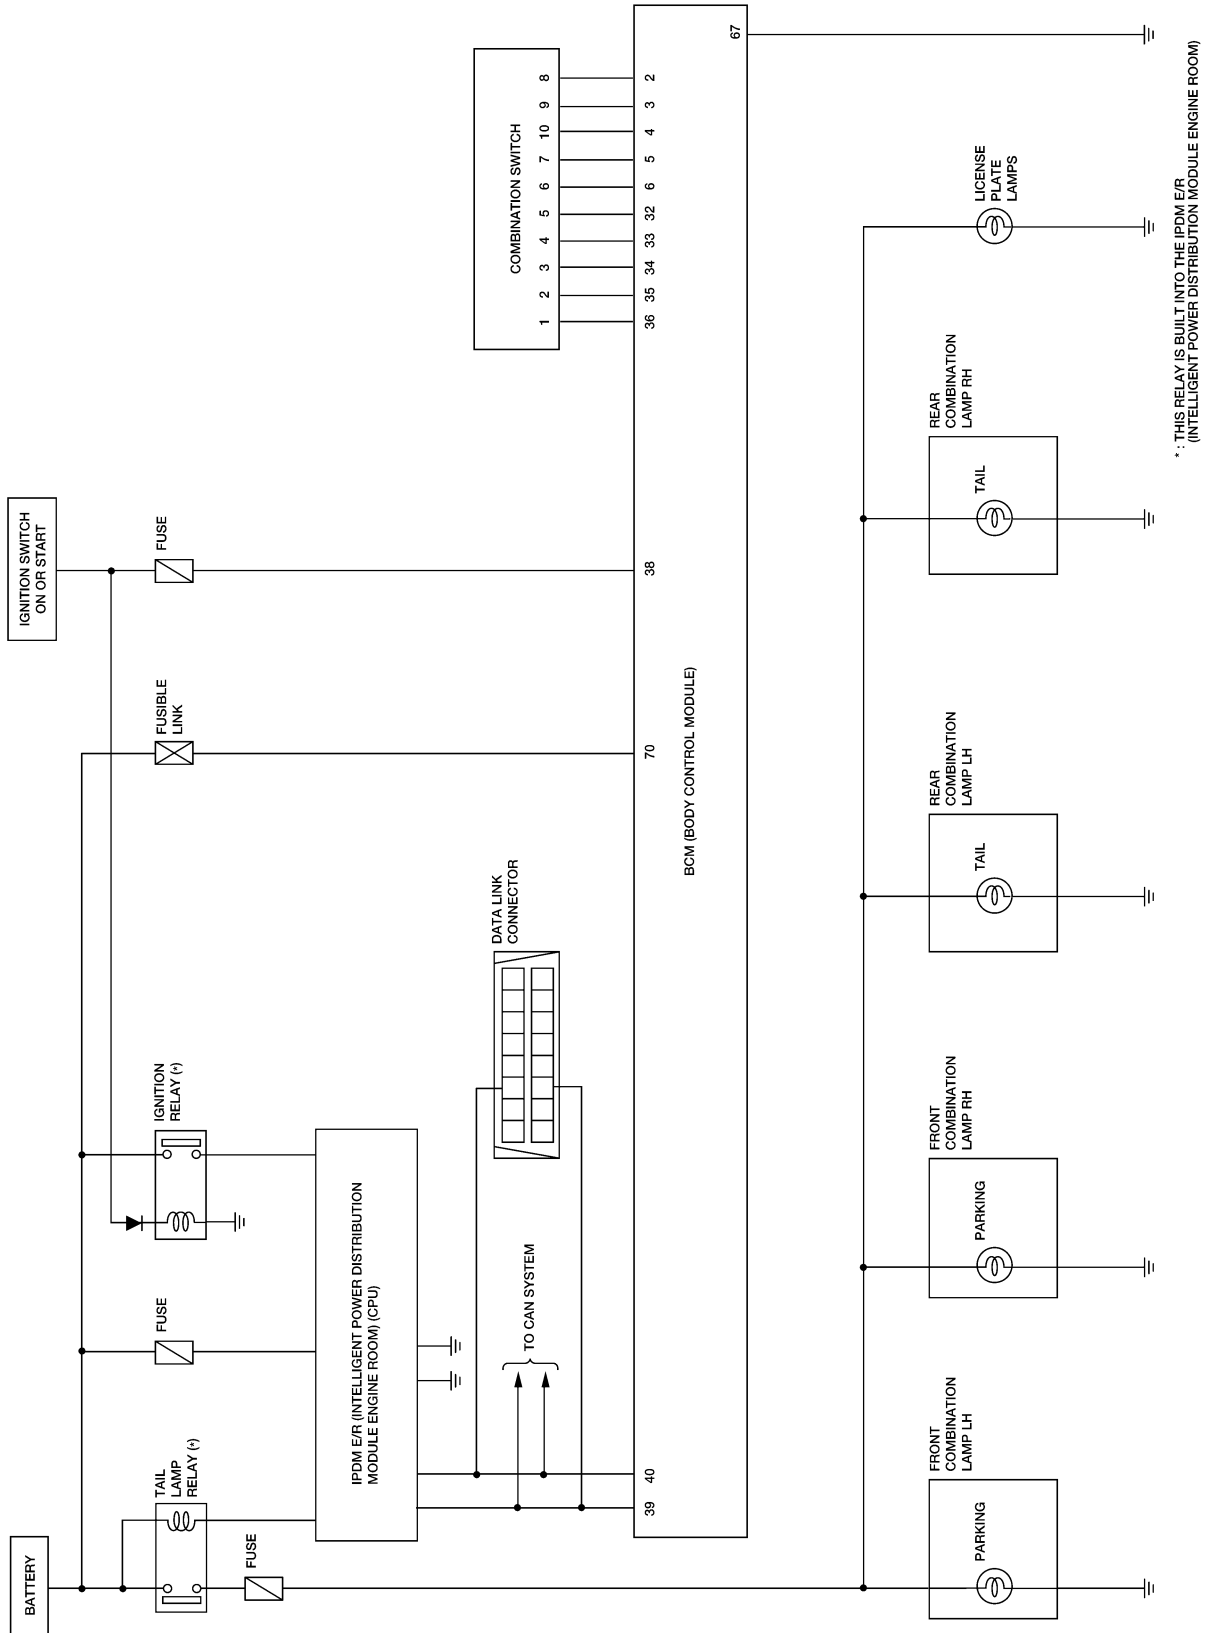 BATTERY
IGNITION SWITCH
ON OR START
TAIL
LAMP
RELAY (*)
FUSE
IGNITION
RELAY (*)
FUSIBLE
LINK
FUSE
FUSE
IPDM E/R (INTELLIGENT POWER DISTRIBUTION
MODULE ENGINE ROOM) (CPU)
TO CAN SYSTEM
DATA LINK
CONNECTOR
COMBINATION SWITCH
1 2 3 4 5 6 7 10 9 8
39 40 70 38 36 35 34 33 32 6 5 4 3 2
BCM (BODY CONTROL MODULE)
67
FRONT
COMBINATION
LAMP LH
PARKING
FRONT
COMBINATION
LAMP RH
PARKING
REAR
COMBINATION
LAMP LH
TAIL
REAR
COMBINATION
LAMP RH
TAIL
LICENSE
PLATE
LAMPS
* : THIS RELAY IS BUILT INTO THE IPDM E/R
(INTELLIGENT POWER DISTRIBUTION MODULE ENGINE ROOM)